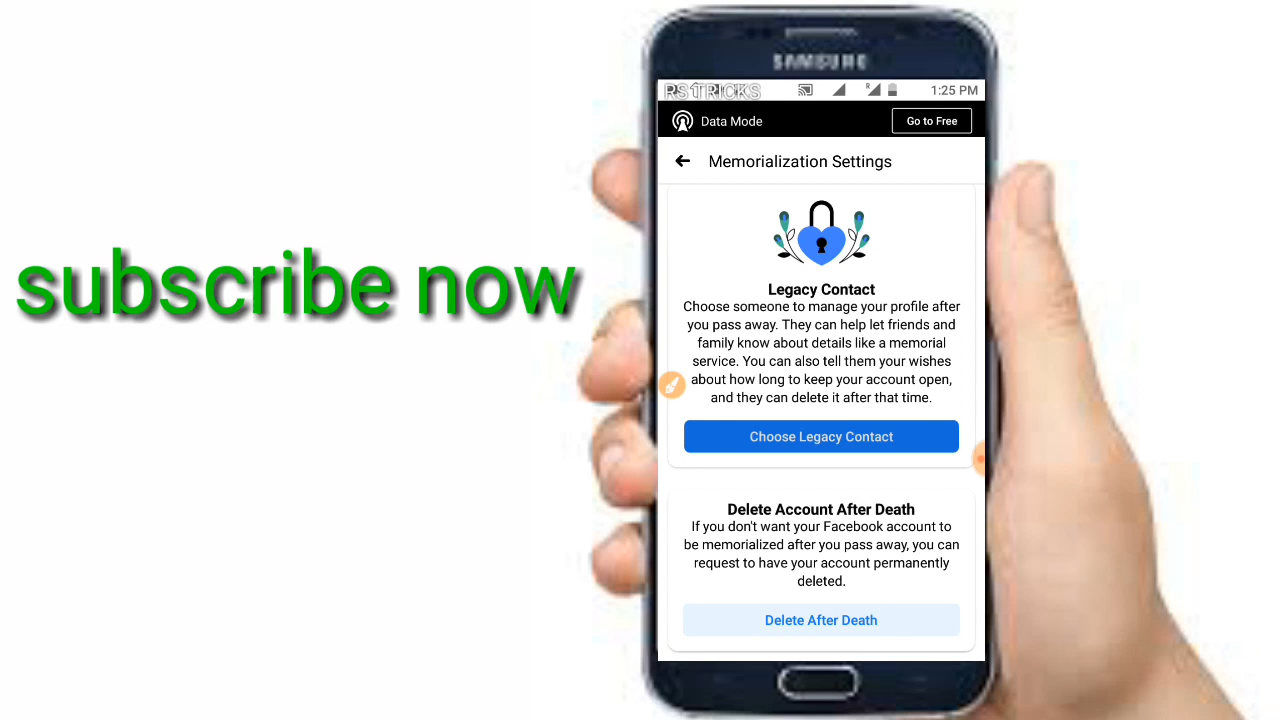 subscribe now
SAMSUNG
RS TRICKS
1:25 PM
Data Mode
Go to Free
Memorialization Settings
Legacy Contact
Choose someone to manage your profile after
you pass away. They can help let friends and
family know about details like a memorial
service. You can also tell them your wishes
about how long to keep your account open,
and they can delete it after that time.
Choose Legacy Contact
Delete Account After Death
If you don't want your Facebook account to
be memorialized after you pass away, you can
request to have your account permanently
deleted.
Delete After Death